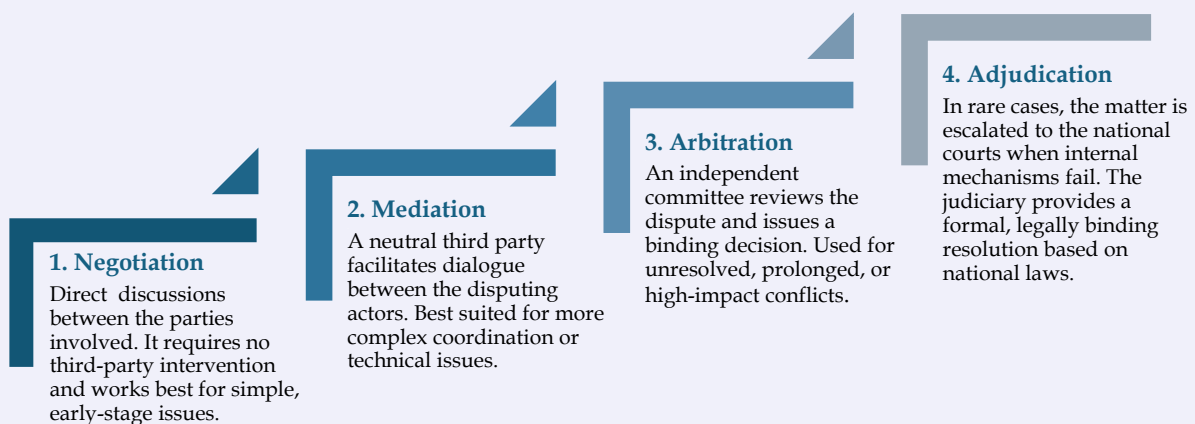 1. Negotiation
Direct discussions
between the parties
involved. It requires no
third-party intervention
and works best for simple,
early-stage issues.
2. Mediation
A neutral third party
facilitates dialogue
between the disputing
actors. Best suited for more
complex coordination or
technical issues.
3. Arbitration
An independent
committee reviews the
dispute and issues a
binding decision. Used for
unresolved, prolonged, or
high-impact conflicts.
4. Adjudication
In rare cases, the matter is
escalated to the national
courts when internal
mechanisms fail. The
judiciary provides a
formal, legally binding
resolution based on
national laws.